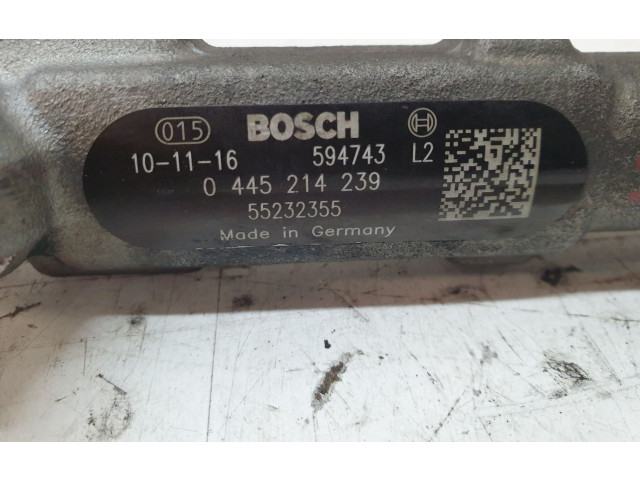 015 BOSCH
10-11-16 594743 L2
0 445 214 239
55232355
Made in Germany